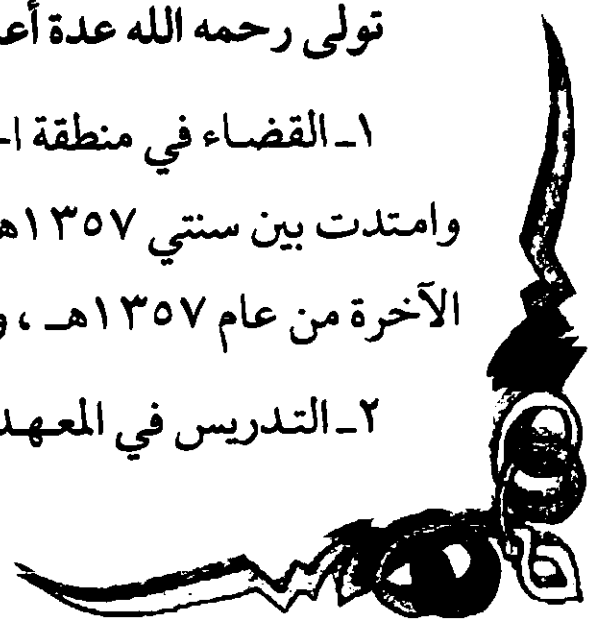 تولى رحمه الله عدة
١ـ القضاء في منطقة
وامتدت بين سنتي ١٣٥٧هـ
الآخرة من عام ١٣٥٧هـ ،
٢ـ التدريس في المعهد